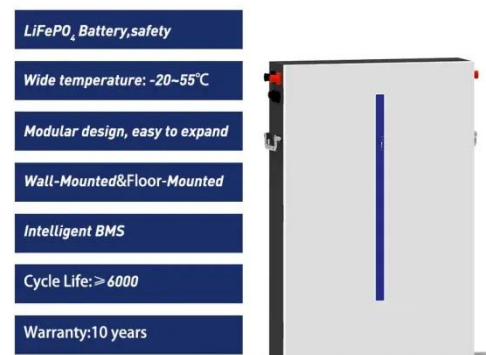 LiFePO₄ Battery,safety
Wide temperature: -20~55℃
Modular design, easy to expand
Wall-Mounted&Floor-Mounted
Intelligent BMS
Cycle Life:≥6000
Warranty:10 years